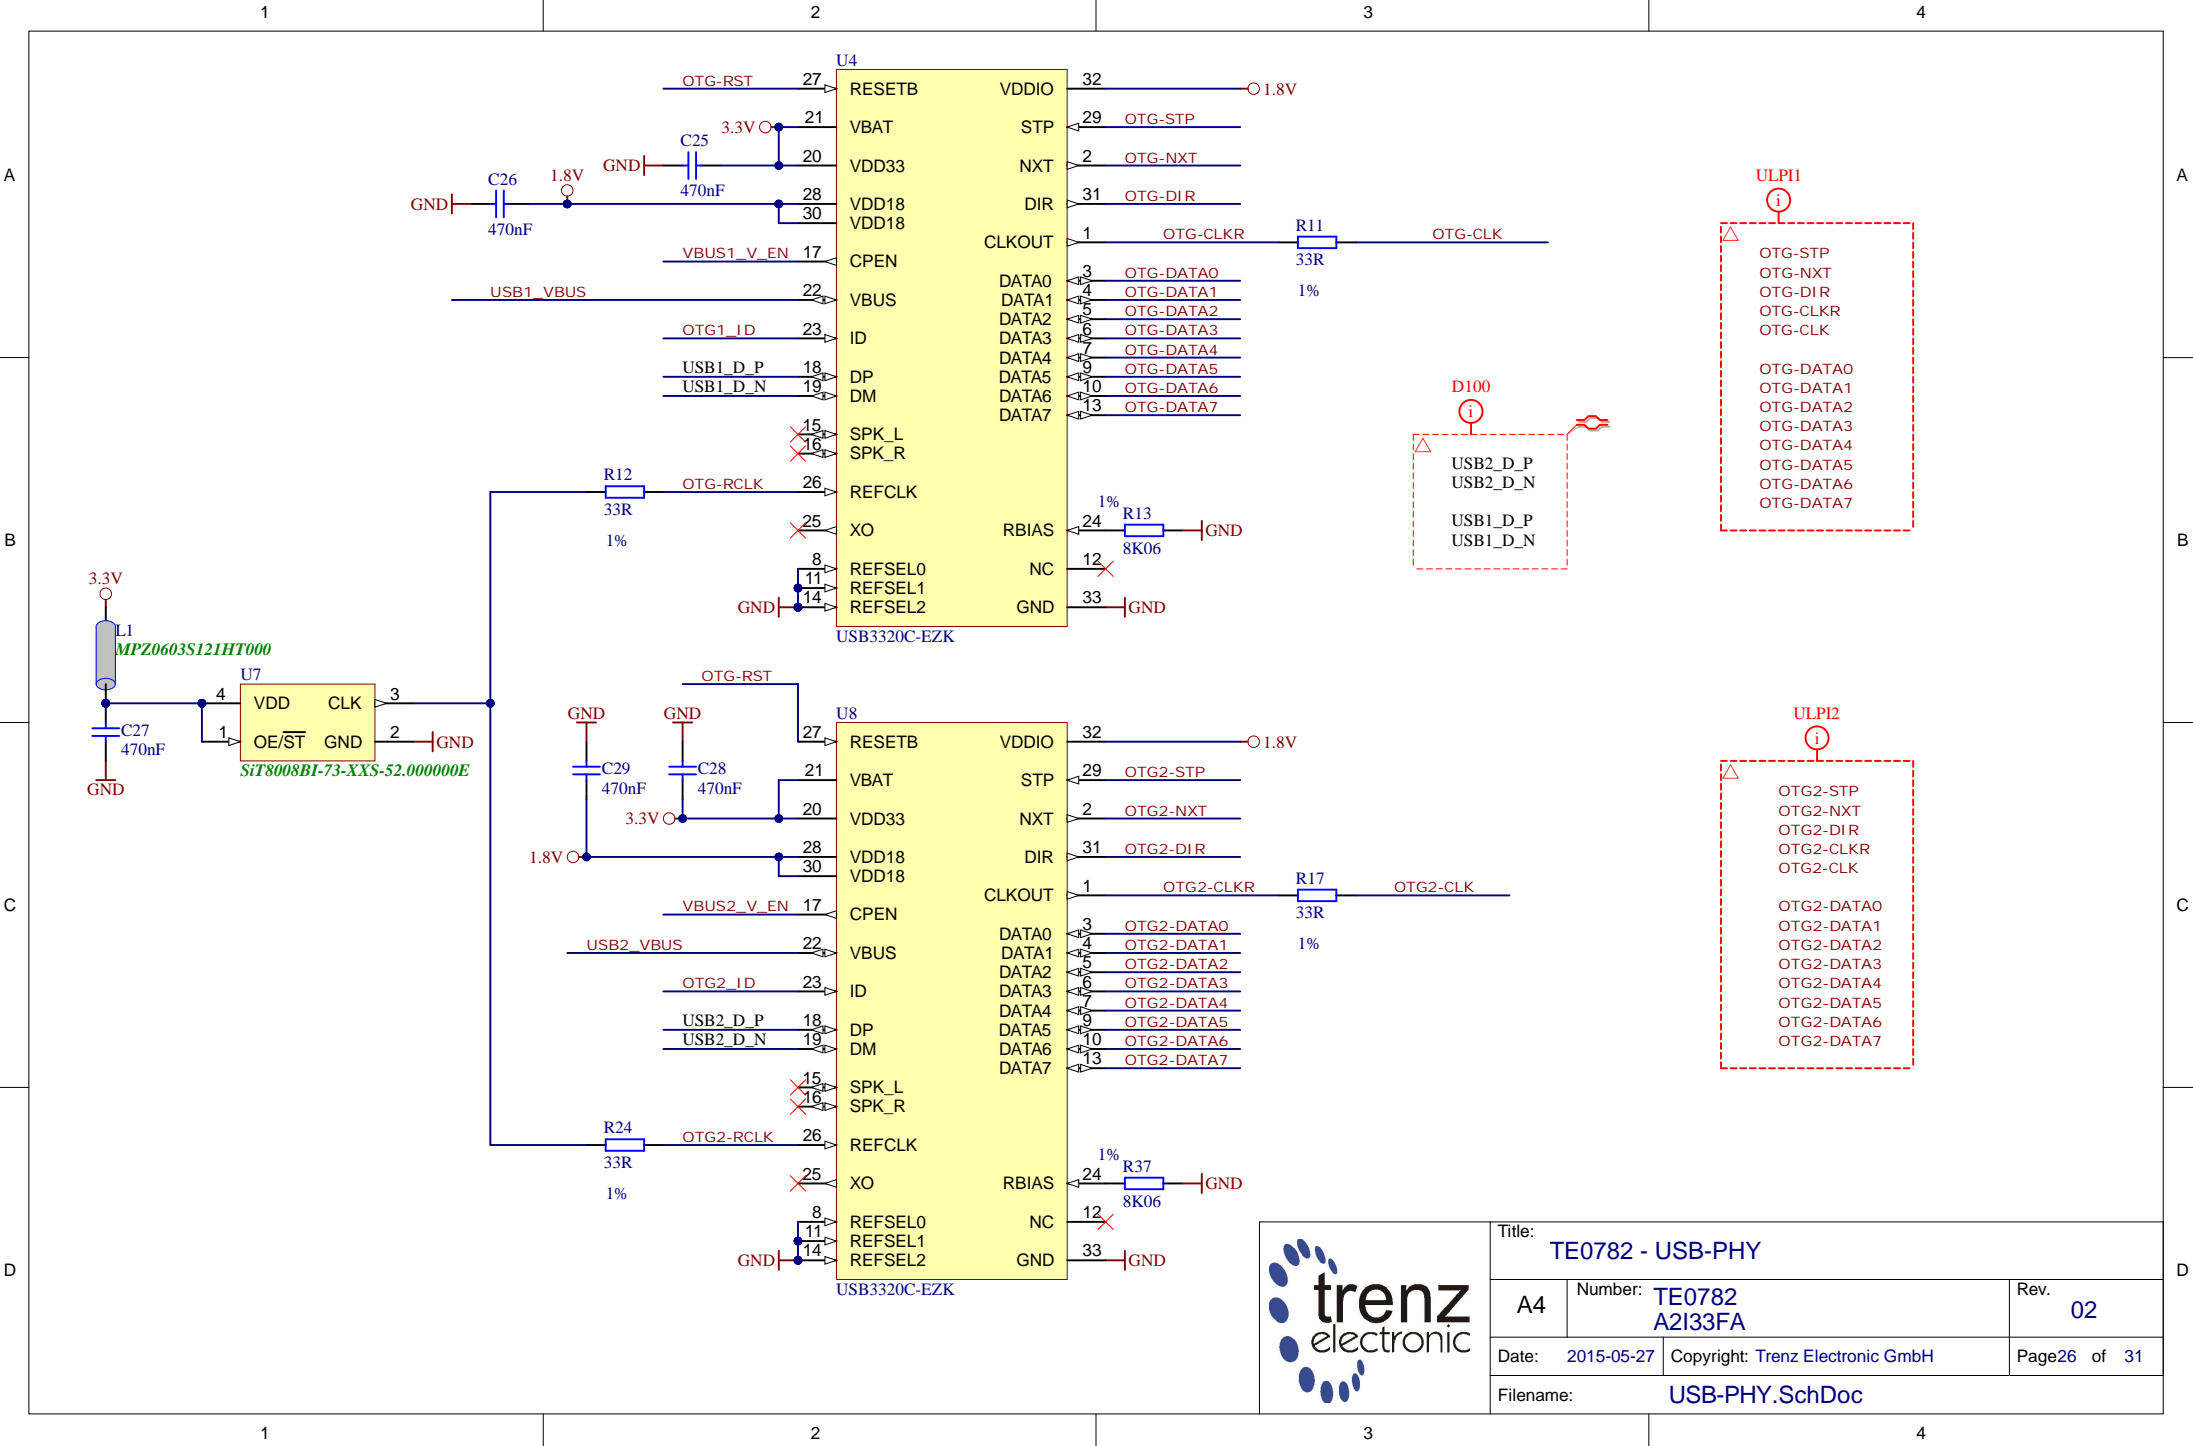 1 2 3 4
A A
B B
C C
D D
1 2 3 4
U4
OTG-RST 27 RESETB
3.3V 21 VBAT
GND C25 470nF 20 VDD33
GND C26 470nF 1.8V 28 VDD18
30 VDD18
VBUS1_V_EN 17 CPEN
USB1_VBUS 22 VBUS
OTG1_ID 23 ID
USB1_D_P 18 DP
USB1_D_N 19 DM
15 SPK_L
16 SPK_R
R12 33R 1% OTG-RCLK 26 REFCLK
25 XO
8 REFSEL0
11 REFSEL1
GND 14 REFSEL2
VDDIO 32 1.8V
STP 29 OTG-STP
NXT 2 OTG-NXT
DIR 31 OTG-DIR
CLKOUT 1 OTG-CLKR R11 33R 1% OTG-CLK
DATA0 3 OTG-DATA0
DATA1 4 OTG-DATA1
DATA2 5 OTG-DATA2
DATA3 6 OTG-DATA3
DATA4 7 OTG-DATA4
DATA5 9 OTG-DATA5
DATA6 10 OTG-DATA6
DATA7 13 OTG-DATA7
RBIAS 24 1% R13 8K06 GND
NC 12
GND 33 GND
USB3320C-EZK
D100
i
USB2_D_P
USB2_D_N
USB1_D_P
USB1_D_N
ULPI1
i
OTG-STP
OTG-NXT
OTG-DIR
OTG-CLKR
OTG-CLK
OTG-DATA0
OTG-DATA1
OTG-DATA2
OTG-DATA3
OTG-DATA4
OTG-DATA5
OTG-DATA6
OTG-DATA7
3.3V
L1
MPZ0603S121HT000
C27
470nF
GND
U7
4 VDD CLK 3
1 OE/ST GND 2 GND
SiT8008BI-73-XXS-52.000000E
U8
OTG-RST 27 RESETB
21 VBAT
GND C28 470nF 3.3V 20 VDD33
GND C29 470nF 1.8V 28 VDD18
30 VDD18
VBUS2_V_EN 17 CPEN
USB2_VBUS 22 VBUS
OTG2_ID 23 ID
USB2_D_P 18 DP
USB2_D_N 19 DM
15 SPK_L
16 SPK_R
R24 33R 1% OTG2-RCLK 26 REFCLK
25 XO
8 REFSEL0
11 REFSEL1
GND 14 REFSEL2
VDDIO 32 1.8V
STP 29 OTG2-STP
NXT 2 OTG2-NXT
DIR 31 OTG2-DIR
CLKOUT 1 OTG2-CLKR R17 33R 1% OTG2-CLK
DATA0 3 OTG2-DATA0
DATA1 4 OTG2-DATA1
DATA2 5 OTG2-DATA2
DATA3 6 OTG2-DATA3
DATA4 7 OTG2-DATA4
DATA5 9 OTG2-DATA5
DATA6 10 OTG2-DATA6
DATA7 13 OTG2-DATA7
RBIAS 24 1% R37 8K06 GND
NC 12
GND 33 GND
USB3320C-EZK
ULPI2
i
OTG2-STP
OTG2-NXT
OTG2-DIR
OTG2-CLKR
OTG2-CLK
OTG2-DATA0
OTG2-DATA1
OTG2-DATA2
OTG2-DATA3
OTG2-DATA4
OTG2-DATA5
OTG2-DATA6
OTG2-DATA7
trenz
electronic
Title:
TE0782 - USB-PHY
A4 Number: TE0782
A2I33FA
Rev. 02
Date: 2015-05-27 Copyright: Trenz Electronic GmbH Page26 of 31
Filename: USB-PHY.SchDoc